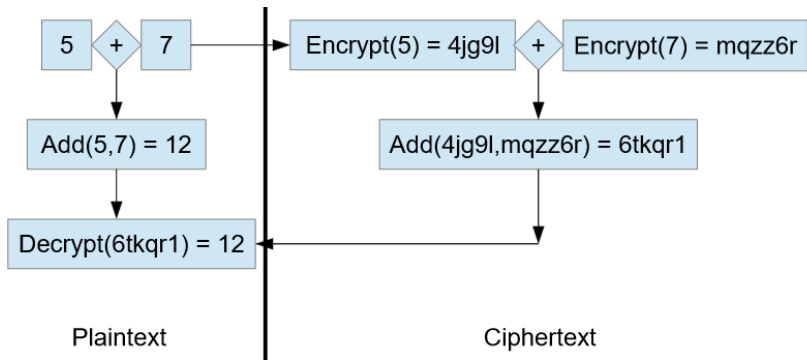 5 + 7
Encrypt(5) = 4jg9l + Encrypt(7) = mqzz6r
Add(5,7) = 12
Add(4jg9l,mqzz6r) = 6tkqr1
Decrypt(6tkqr1) = 12
Plaintext
Ciphertext